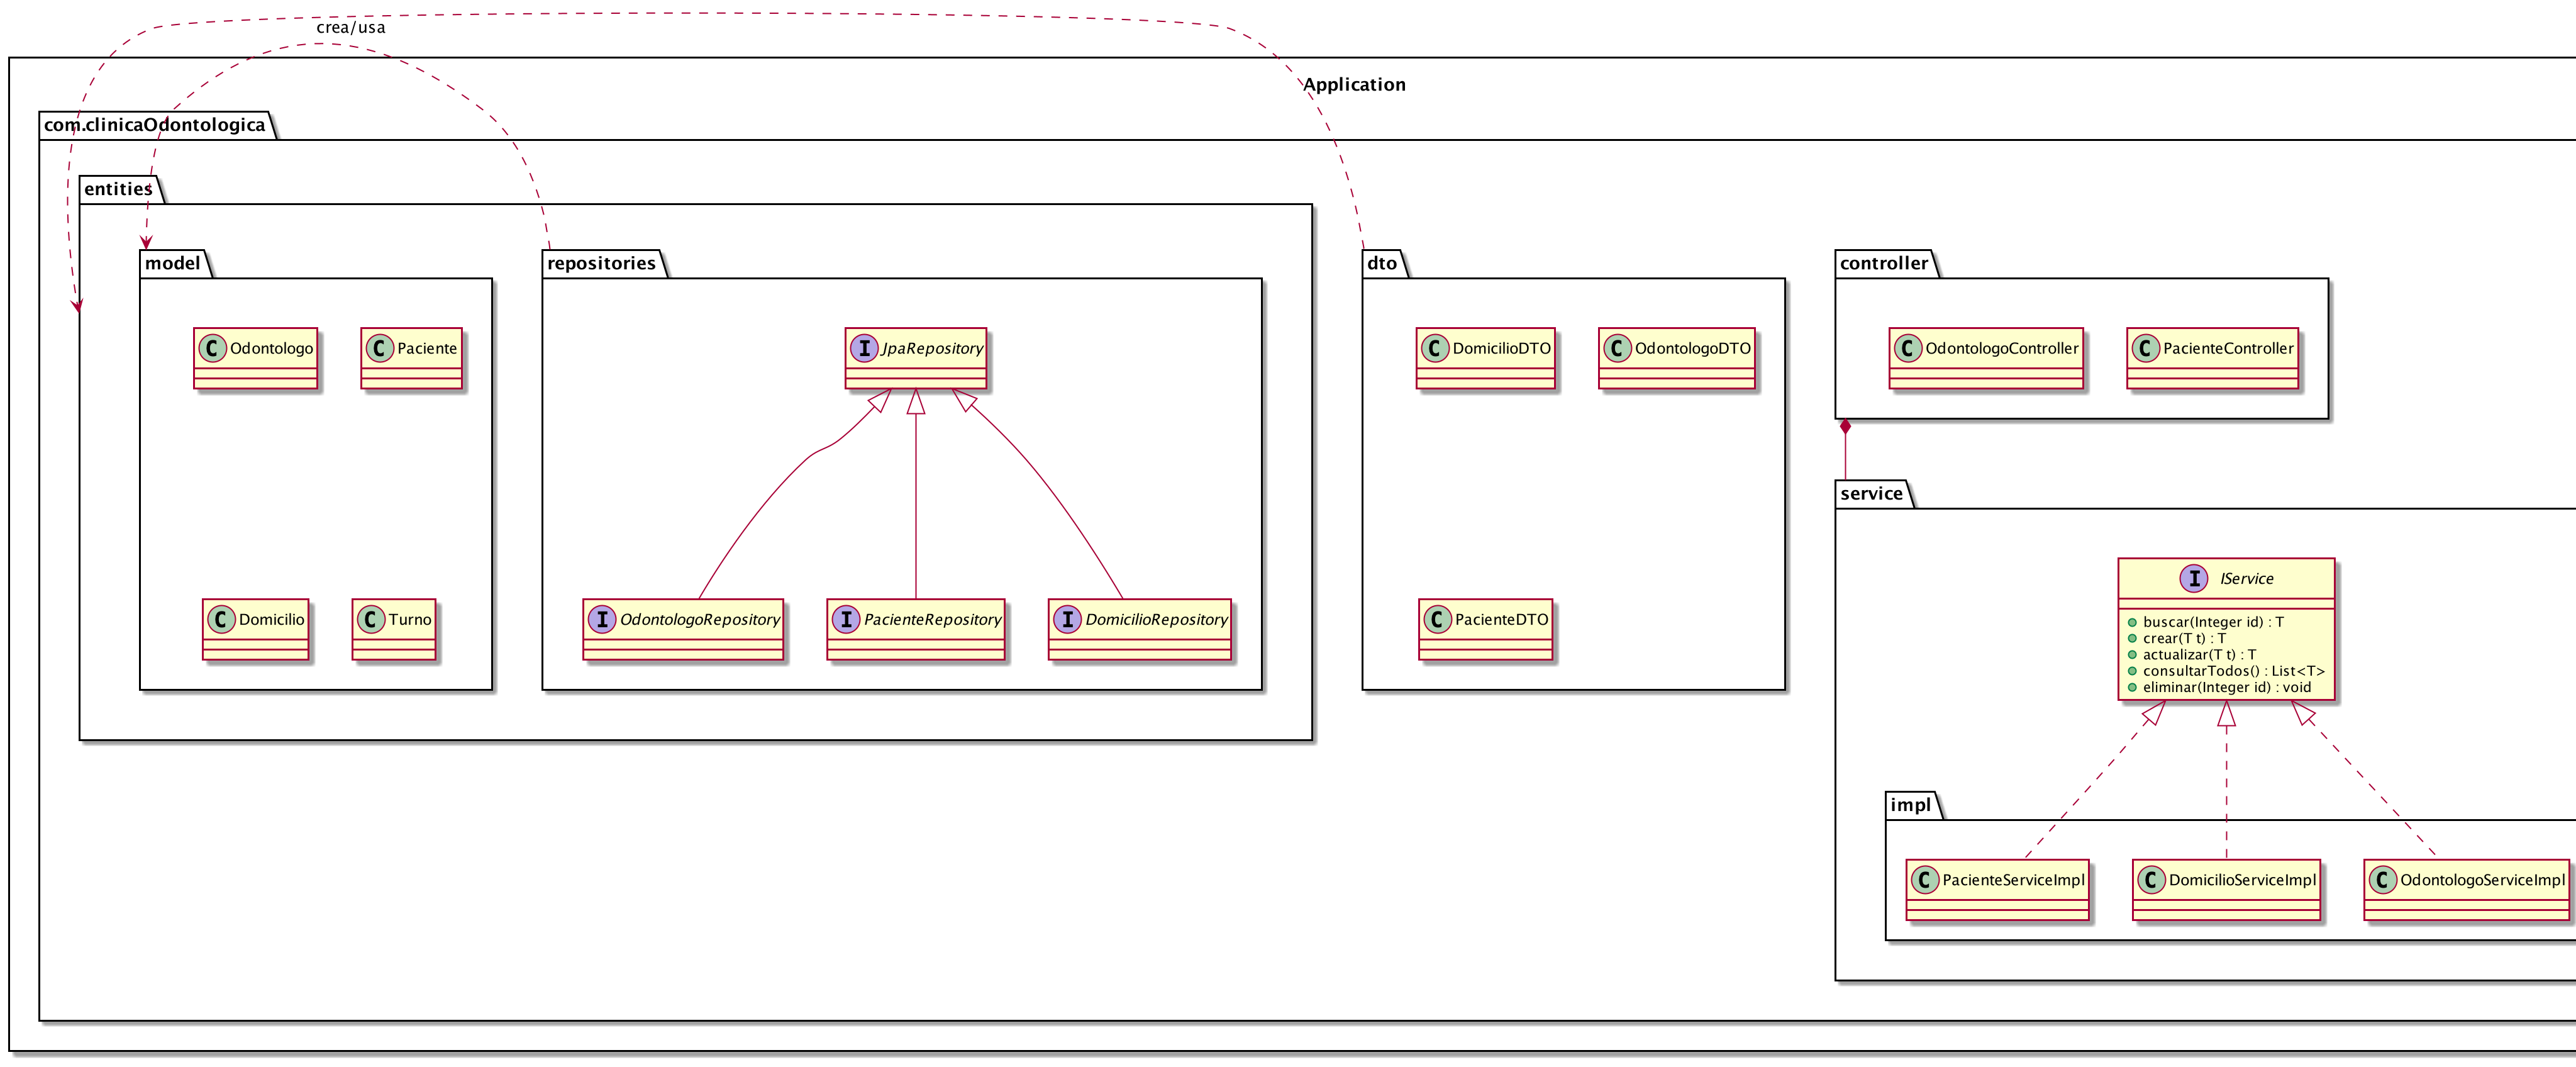 crea/usa
Application
com.clinicaOdontologica
entities
model
C Odontologo
C Paciente
C Domicilio
C Turno
repositories
I JpaRepository
I OdontologoRepository
I PacienteRepository
I DomicilioRepository
dto
C DomicilioDTO
C OdontologoDTO
C PacienteDTO
controller
C OdontologoController
C PacienteController
service
I IService
buscar(Integer id) : T
crear(T t) : T
actualizar(T t) : T
consultarTodos() : List<T>
eliminar(Integer id) : void
impl
C PacienteServiceImpl
C DomicilioServiceImpl
C OdontologoServiceImpl